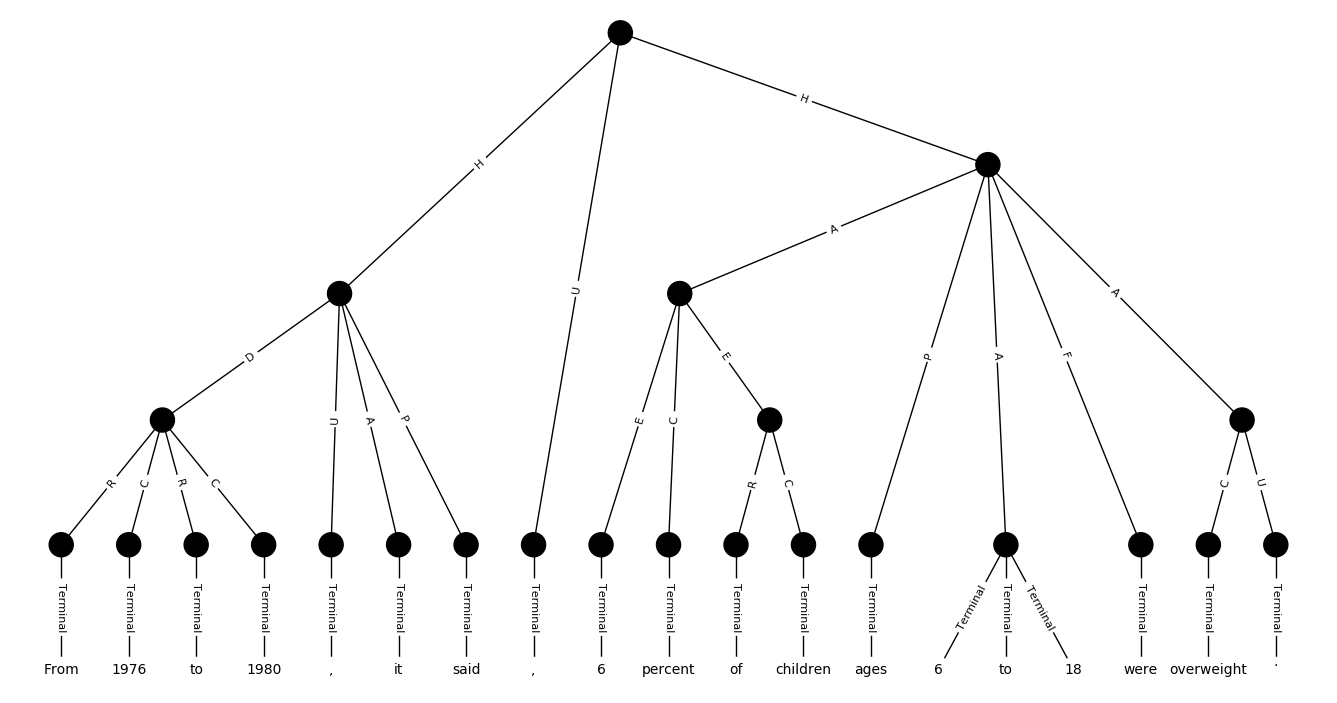 H
H
A
U
A
D
A
E
P
A
F
U
A
P
E
C
R
C
R
C
R
C
C
U
Terminal Terminal Terminal Terminal Terminal Terminal Terminal Terminal Terminal Terminal Terminal Terminal Terminal Terminal Terminal Terminal Terminal Terminal Terminal
From 1976 to 1980 , it said , 6 percent of children ages 6 to 18 were overweight .